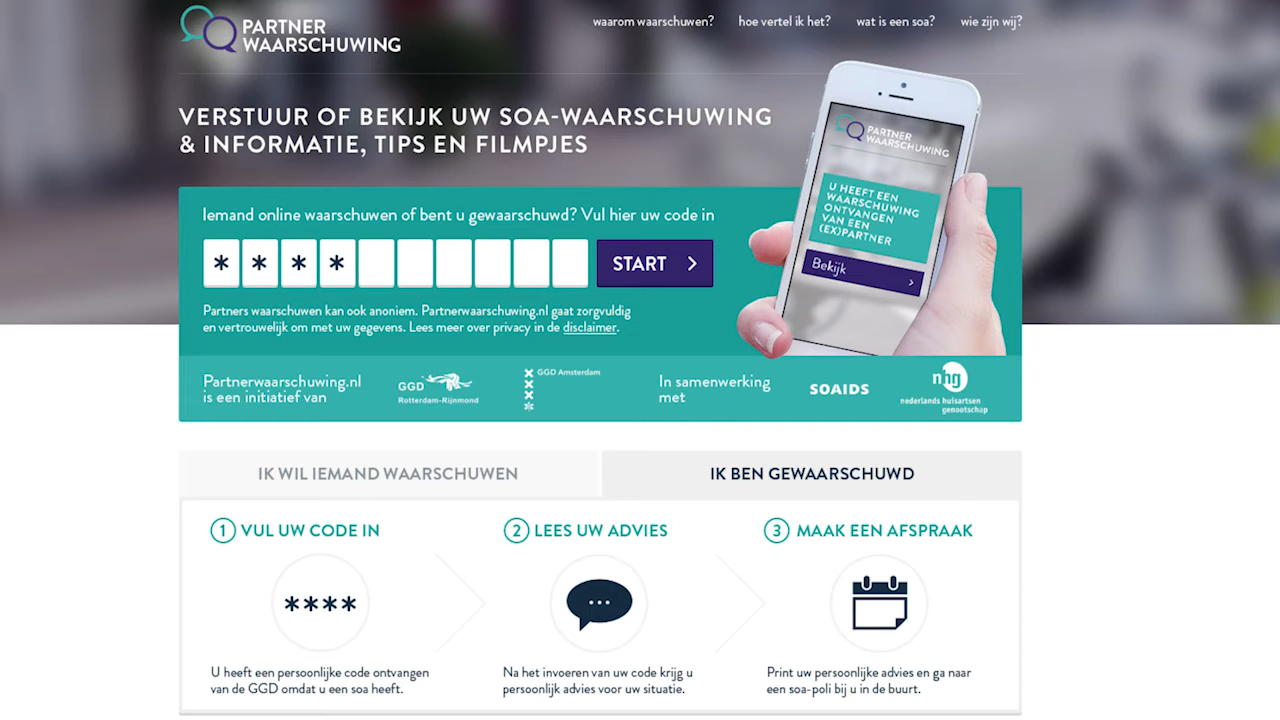 PARTNER
WAARSCHUWING
waarom waarschuwen? hoe vertel ik het? wat is een soa? wie zijn wij?
VERSTUUR OF BEKIJK UW SOA-WAARSCHUWING
& INFORMATIE, TIPS EN FILMPJES
PARTNER
WAARSCHUWING
U HEEFT EEN
WAARSCHUWING
ONTVANGEN
VAN EEN
(EX)PARTNER
Bekijk
Iemand online waarschuwen of bent u gewaarschuwd? Vul hier uw code in
* * * *
START
Partners waarschuwen kan ook anoniem. Partnerwaarschuwing.nl gaat zorgvuldig
en vertrouwelijk om met uw gegevens. Lees meer over privacy in de disclaimer.
Partnerwaarschuwing.nl
is een initiatief van
GGD
Rotterdam-Rijnmond
GGD Amsterdam
In samenwerking
met
SOAIDS
nhg
nederlands huisartsen
genootschap
IK WIL IEMAND WAARSCHUWEN
IK BEN GEWAARSCHUWD
1 VUL UW CODE IN
****
U heeft een persoonlijke code ontvangen
van de GGD omdat u een soa heeft.
2 LEES UW ADVIES
Na het invoeren van uw code krijg u
persoonlijk advies voor uw situatie.
3 MAAK EEN AFSPRAAK
Print uw persoonlijke advies en ga naar
een soa-poli bij u in de buurt.